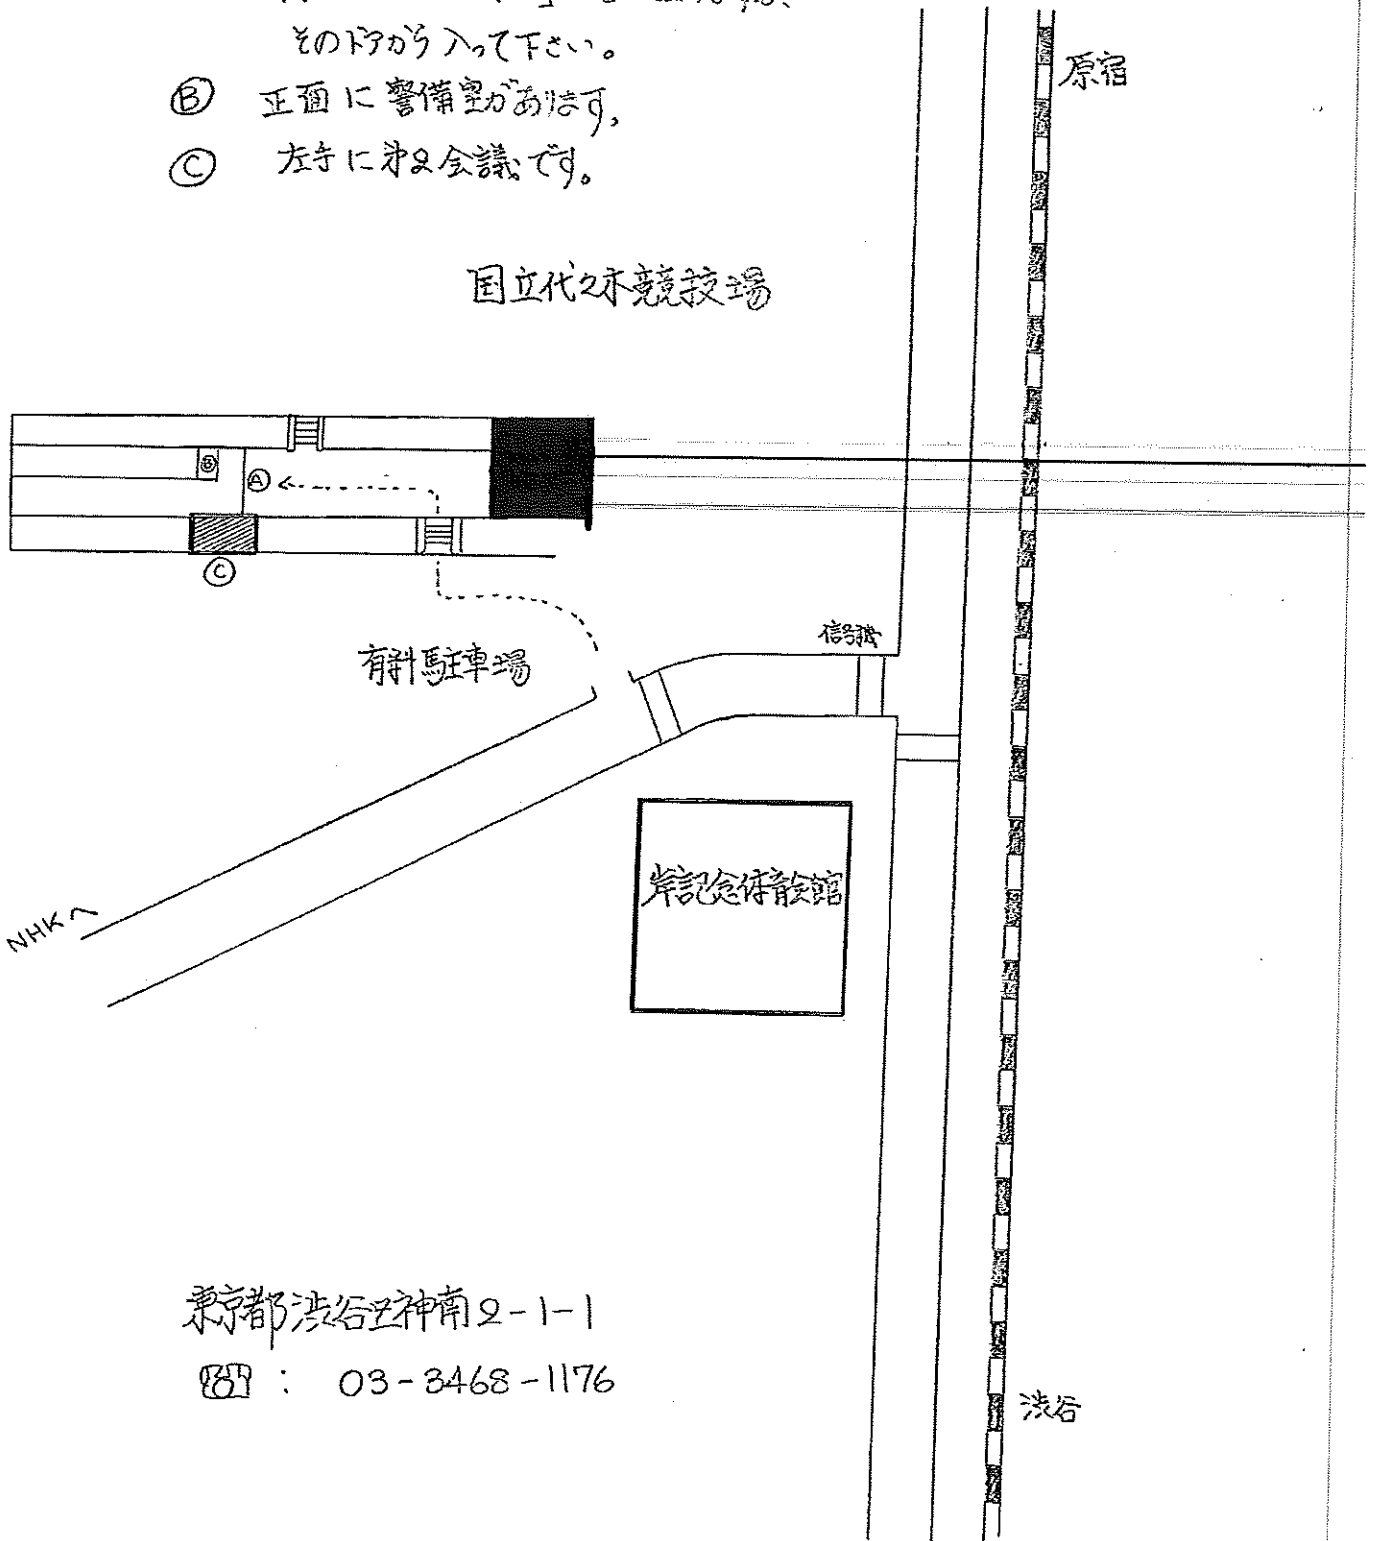 そのドアから入って下さい。
Ⓑ 正面に警備室があります。
Ⓒ 左手に第2会議です。
原宿
国立代々木競技場
Ⓑ
Ⓐ
Ⓒ
信号機
有料駐車場
岸記念体育会館
NHKへ
東京都渋谷区神南2-1-1
☎ : 03-3468-1176
渋谷